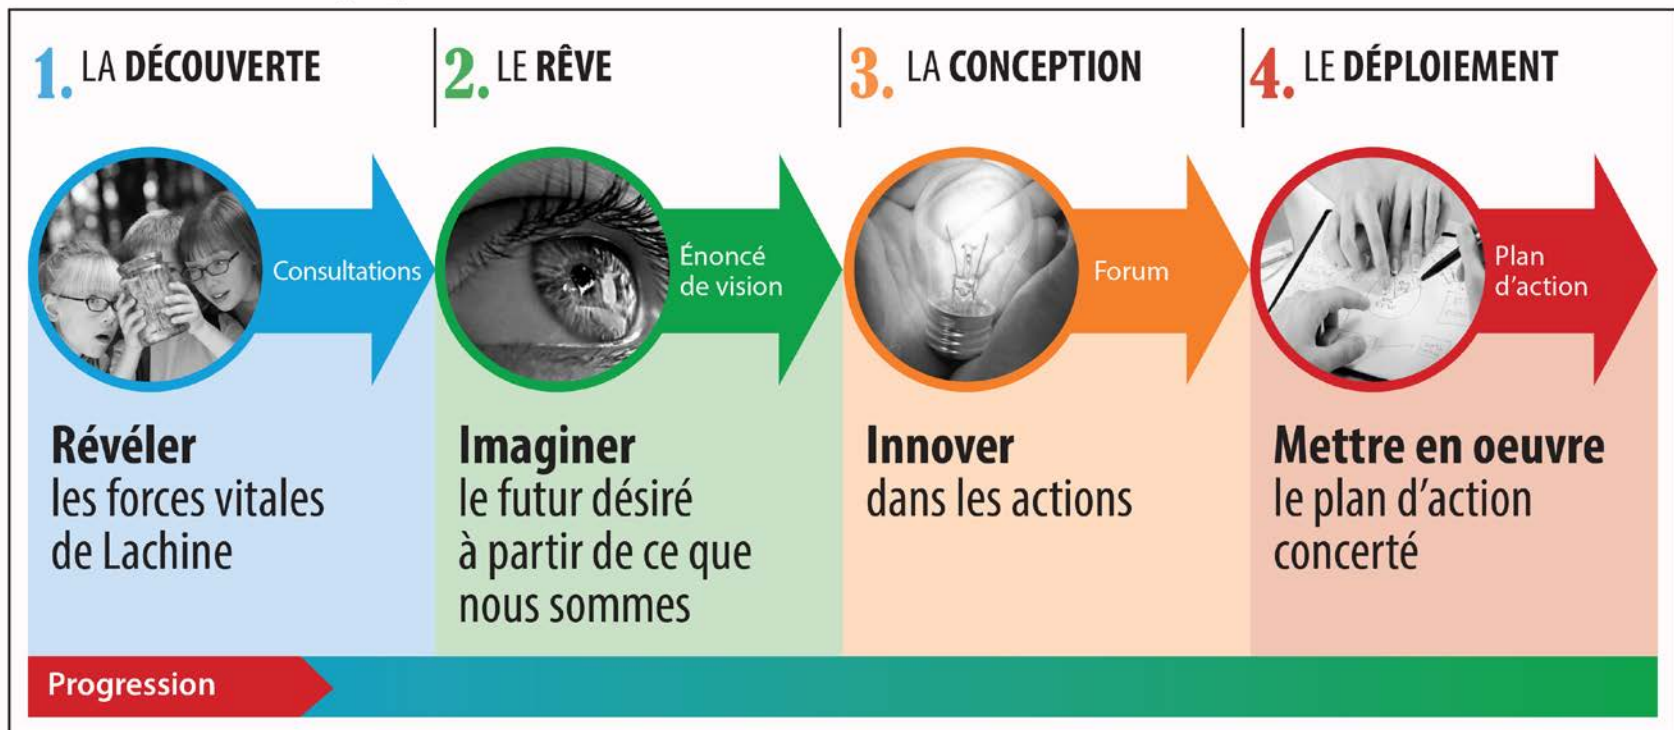 1. LA DÉCOUVERTE
Consultations
Révéler
les forces vitales
de Lachine
2. LE RÊVE
Énoncé
de vision
Imaginer
le futur désiré
à partir de ce que
nous sommes
3. LA CONCEPTION
Forum
Innover
dans les actions
4. LE DÉPLOIEMENT
Plan
d'action
Mettre en oeuvre
le plan d'action
concerté
Progression